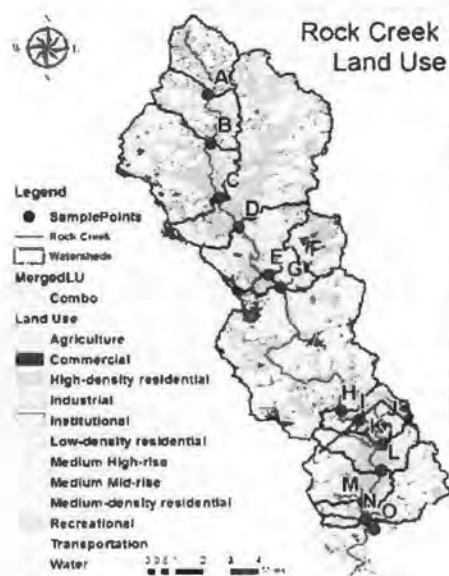 Rock Creek
Land Use
A
B
C
D
E
F
G
H
I
J
K
L
M
N
O
Legend
SamplePoints
Rock Creek
Watersheds
MergedLU
Combo
Land Use
Agriculture
Commercial
High-density residential
Industrial
Institutional
Low-density residential
Medium High-rise
Medium Mid-rise
Medium-density residential
Recreational
Transportation
Water